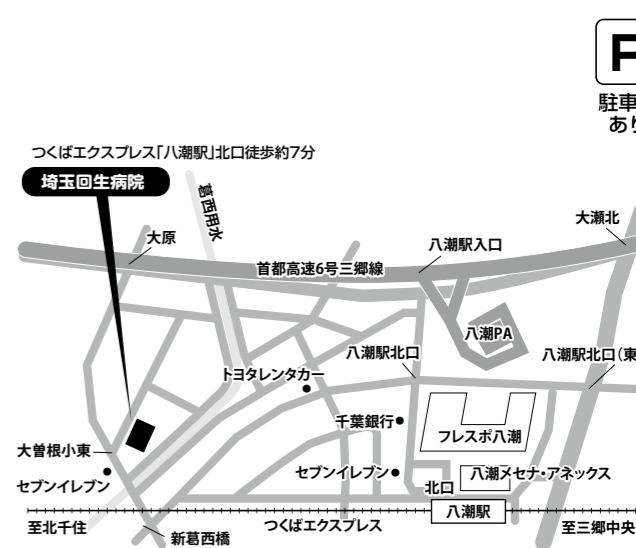 P
駐車
あり
つくばエクスプレス「八潮駅」北口徒歩約7分
埼玉回生病院
葛西用水
大瀬北
大原
八潮駅入口
首都高速6号三郷線
八潮PA
八潮駅北口
八潮駅北口(東
トヨタレンタカー
千葉銀行
フレスポ八潮
大曽根小東
セブンイレブン
八潮メセナ・アネックス
セブンイレブン
北口
八潮駅
至北千住
新葛西橋
つくばエクスプレス
至三郷中央